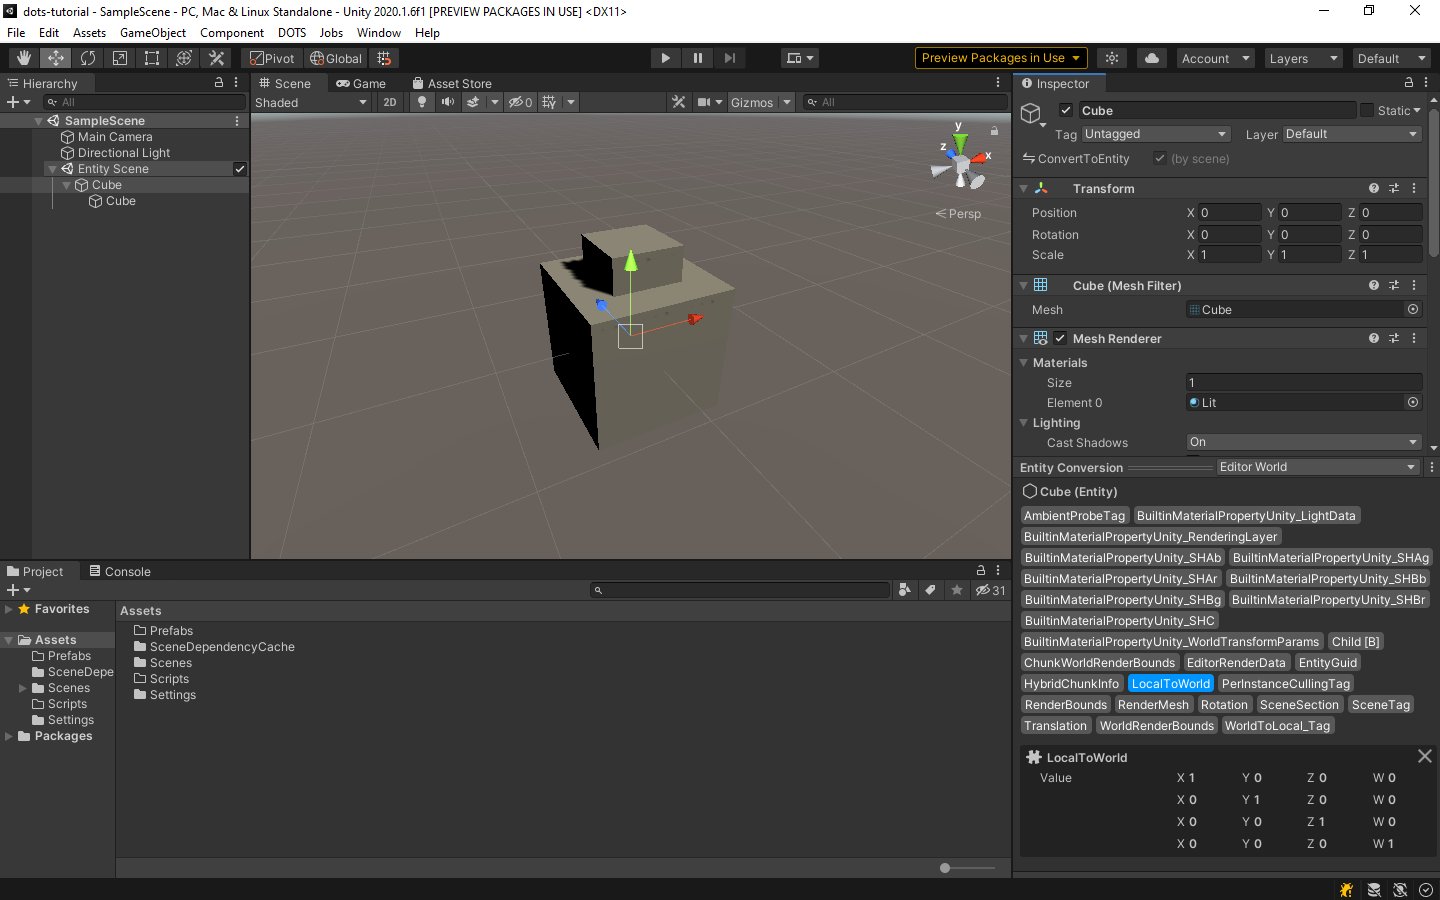 dots-tutorial - SampleScene - PC, Mac & Linux Standalone - Unity 2020.1.6f1 [PREVIEW PACKAGES IN USE] <DX11>
File Edit Assets GameObject Component DOTS Jobs Window Help
Pivot Global Preview Packages in Use Account Layers Default
Hierarchy
All
SampleScene
Main Camera
Directional Light
Entity Scene
Cube
Cube
Scene Game Asset Store
Shaded 2D 0 Gizmos All
y
z
x
Persp
Inspector
Cube Static
Tag Untagged Layer Default
ConvertToEntity (by scene)
Transform
Position X 0 Y 0 Z 0
Rotation X 0 Y 0 Z 0
Scale X 1 Y 1 Z 1
Cube (Mesh Filter)
Mesh Cube
Mesh Renderer
Materials
Size 1
Element 0 Lit
Lighting
Cast Shadows On
Entity Conversion Editor World
Cube (Entity)
AmbientProbeTag BuiltinMaterialPropertyUnity_LightData
BuiltinMaterialPropertyUnity_RenderingLayer
BuiltinMaterialPropertyUnity_SHAb BuiltinMaterialPropertyUnity_SHAg
BuiltinMaterialPropertyUnity_SHAr BuiltinMaterialPropertyUnity_SHBb
BuiltinMaterialPropertyUnity_SHBg BuiltinMaterialPropertyUnity_SHBr
BuiltinMaterialPropertyUnity_SHC
BuiltinMaterialPropertyUnity_WorldTransformParams Child [B]
ChunkWorldRenderBounds EditorRenderData EntityGuid
HybridChunkInfo LocalToWorld PerInstanceCullingTag
RenderBounds RenderMesh Rotation SceneSection SceneTag
Translation WorldRenderBounds WorldToLocal_Tag
LocalToWorld
Value X 1 Y 0 Z 0 W 0
X 0 Y 1 Z 0 W 0
X 0 Y 0 Z 1 W 0
X 0 Y 0 Z 0 W 1
Project Console
31
Favorites
Assets
Prefabs
SceneDepe
Scenes
Scripts
Settings
Packages
Assets
Prefabs
SceneDependencyCache
Scenes
Scripts
Settings